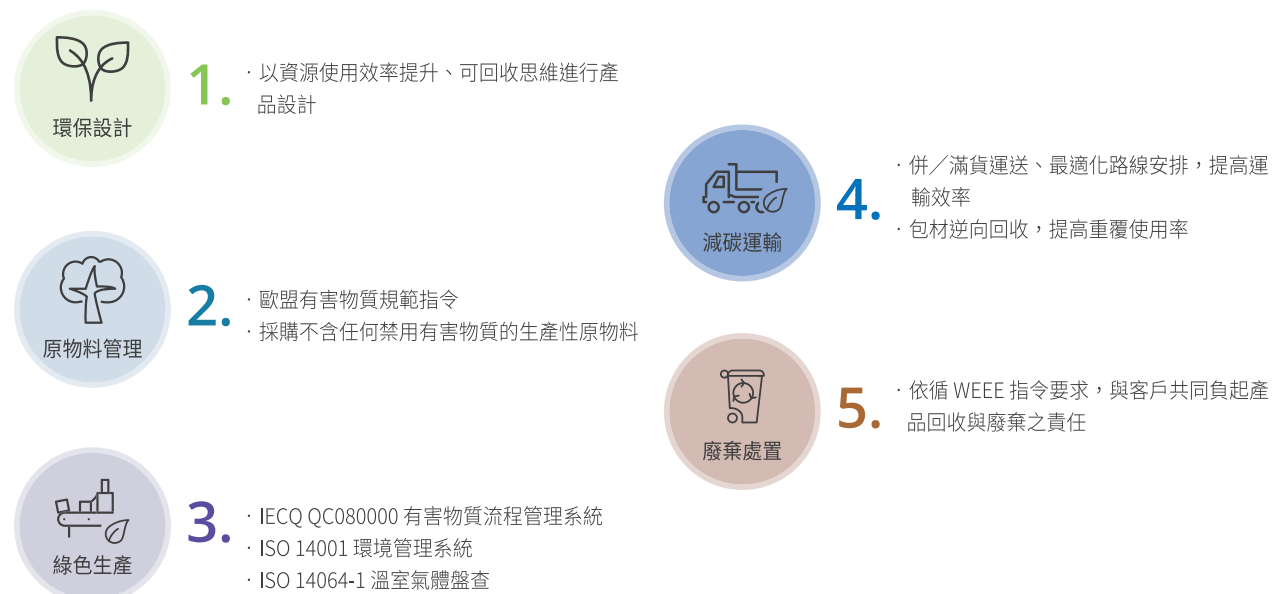 環保設計
1.
· 以資源使用效率提升、可回收思維進行產
品設計
原物料管理
2.
· 歐盟有害物質規範指令
· 採購不含任何禁用有害物質的生產性原物料
綠色生產
3.
· IECQ QC080000 有害物質流程管理系統
· ISO 14001 環境管理系統
· ISO 14064-1 溫室氣體盤查
減碳運輸
4.
· 併／滿貨運送、最適化路線安排，提高運
輸效率
· 包材逆向回收，提高重覆使用率
廢棄處置
5.
· 依循 WEEE 指令要求，與客戶共同負起產
品回收與廢棄之責任